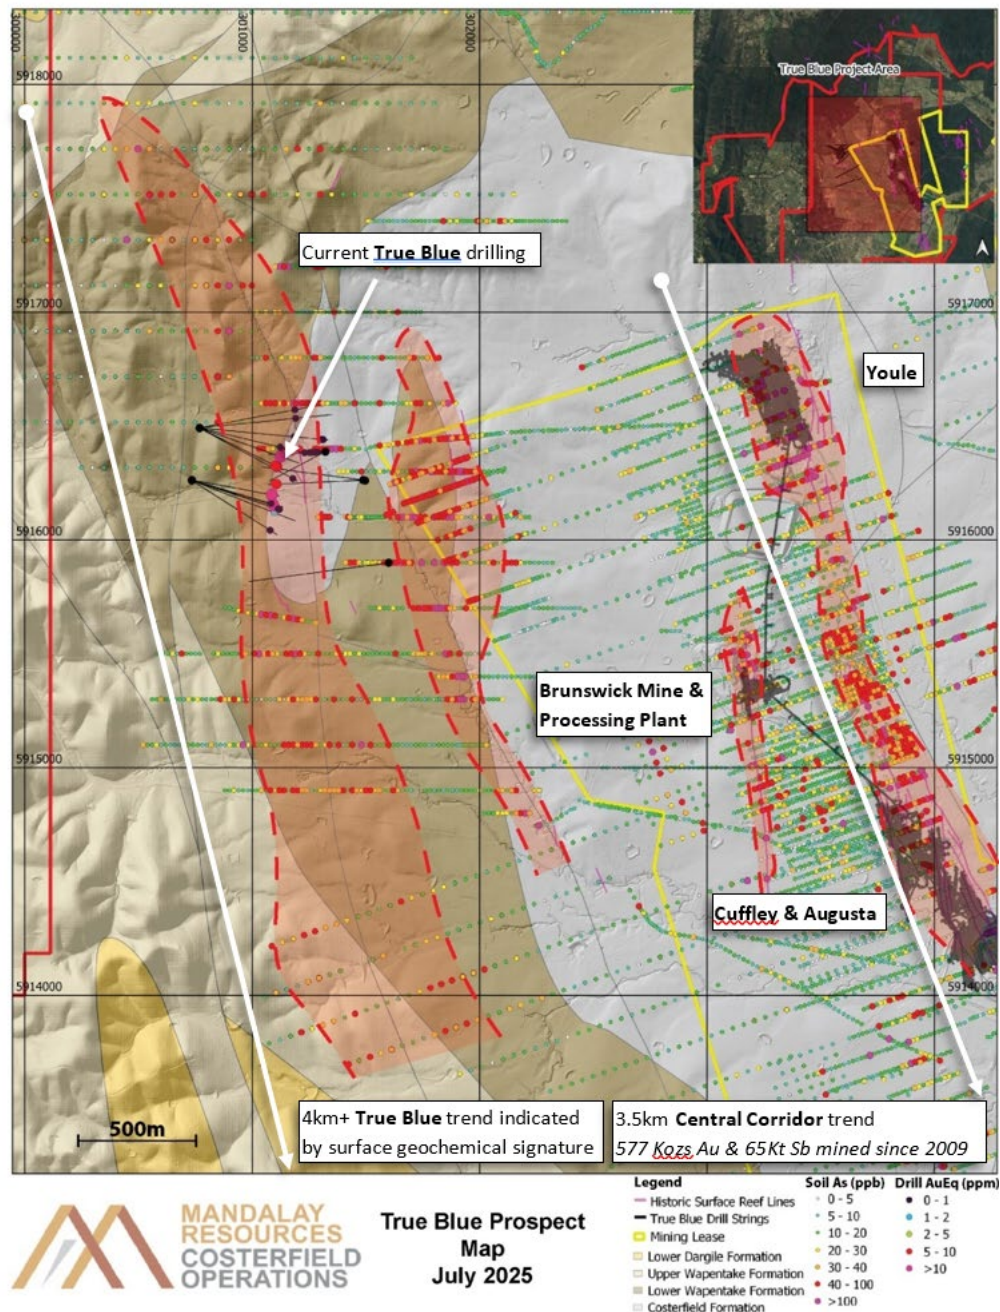 300000
301000
302000
True Blue Project Area
5918000
Current True Blue drilling
5917000
5917000
Youle
5916000
5916000
Brunswick Mine &
Processing Plant
5915000
5915000
Cuffley & Augusta
5914000
5914000
500m
4km+ True Blue trend indicated
by surface geochemical signature
3.5km Central Corridor trend
577 Kozs Au & 65Kt Sb mined since 2009
MANDALAY
RESOURCES
COSTERFIELD
OPERATIONS
True Blue Prospect
Map
July 2025
Legend
Historic Surface Reef Lines
True Blue Drill Strings
Mining Lease
Lower Dargile Formation
Upper Wapentake Formation
Lower Wapentake Formation
Costerfield Formation
Soil As (ppb)
0 - 5
5 - 10
10 - 20
20 - 30
30 - 40
40 - 100
>100
Drill AuEq (ppm)
0 - 1
1 - 2
2 - 5
5 - 10
>10